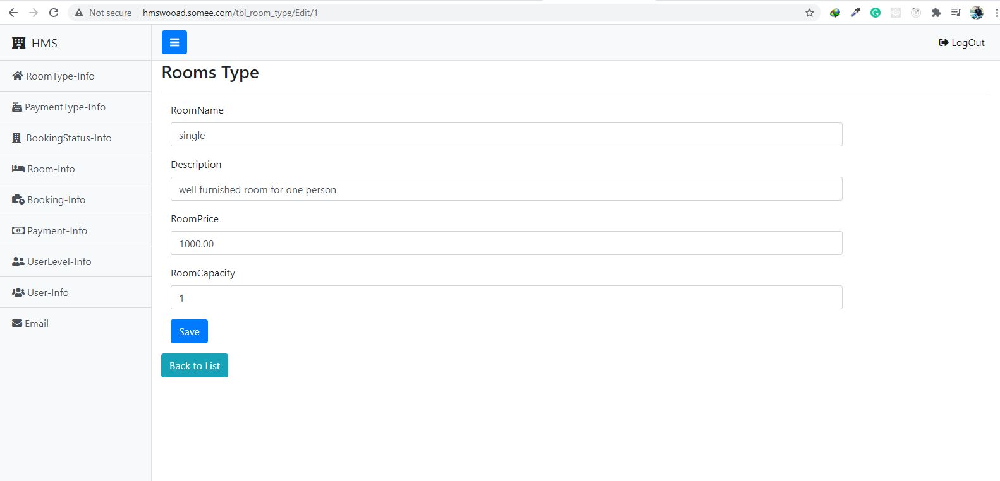 Not secure | hmswooad.somee.com/tbl_room_type/Edit/1
HMS
LogOut
RoomType-Info
PaymentType-Info
BookingStatus-Info
Room-Info
Booking-Info
Payment-Info
UserLevel-Info
User-Info
Email
Rooms Type
RoomName
single
Description
well furnished room for one person
RoomPrice
1000.00
RoomCapacity
1
Save
Back to List